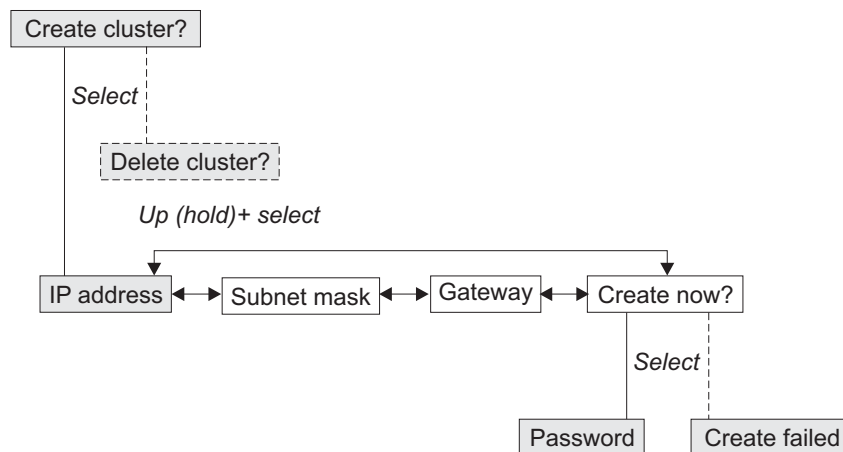 Create cluster?
Select
Delete cluster?
Up (hold)+ select
IP address
Subnet mask
Gateway
Create now?
Select
Password
Create failed